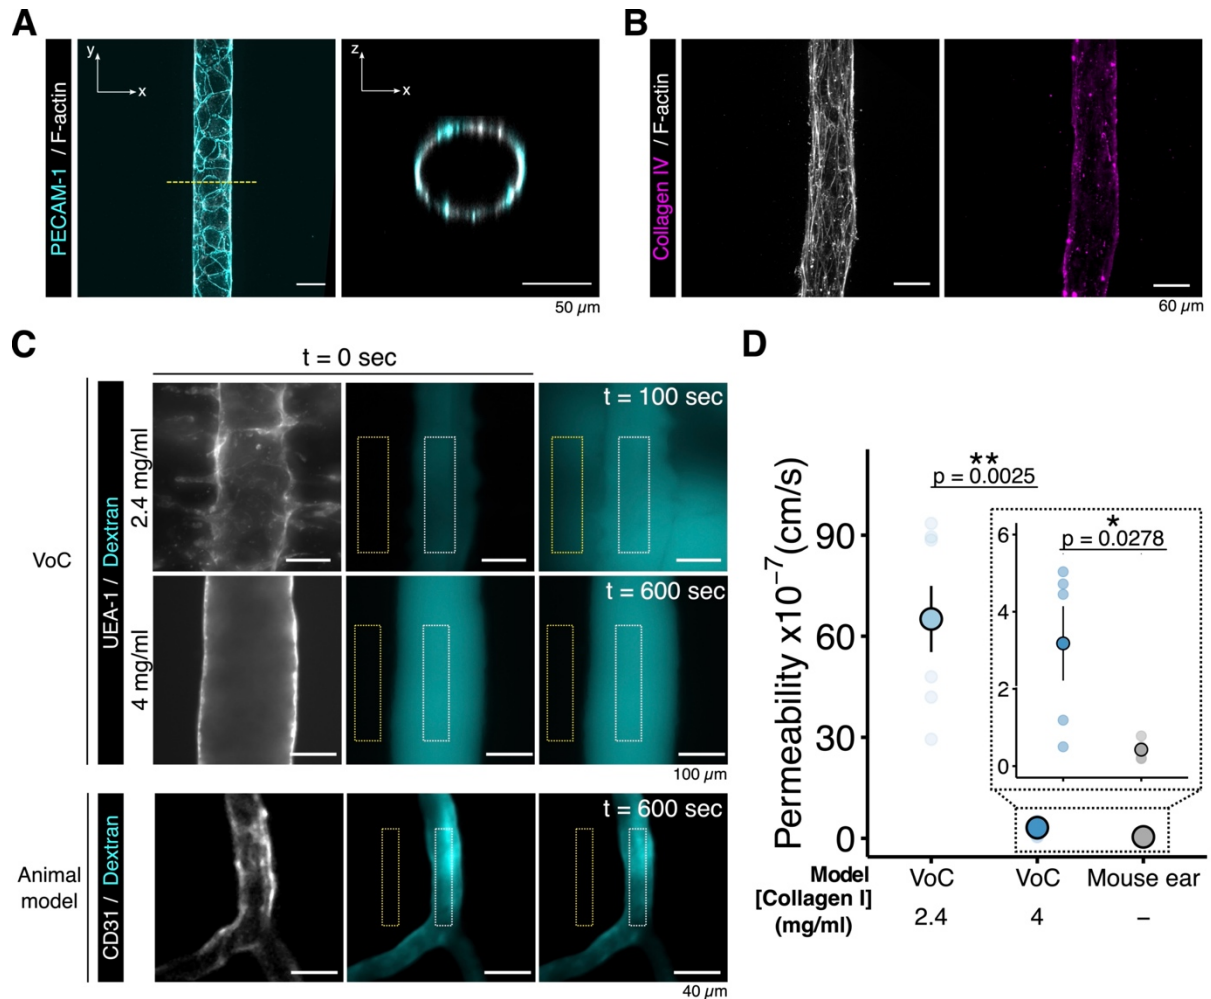 A
PECAM-1 / F-actin
y
x
z
x
50 µm
B
Collagen IV / F-actin
60 µm
C
t = 0 sec
VoC
UEA-1 / Dextran
2.4 mg/ml
t = 100 sec
4 mg/ml
t = 600 sec
100 µm
Animal
model
CD31 / Dextran
t = 600 sec
40 µm
D
Permeability x10⁻⁷(cm/s)
90
60
30
0
**
p = 0.0025
6
4
2
0
*
p = 0.0278
Model VoC VoC Mouse ear
[Collagen I]
(mg/ml) 2.4 4 –